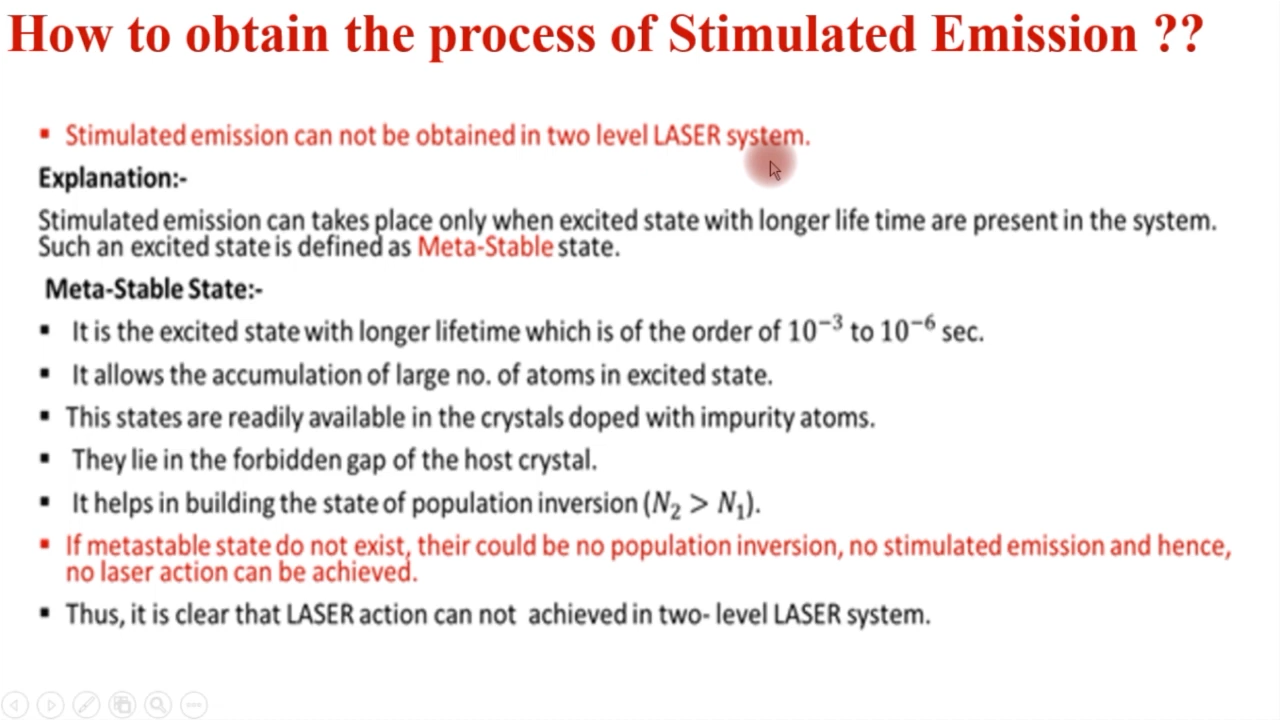 How to obtain the process of Stimulated Emission ??
▪ Stimulated emission can not be obtained in two level LASER system.
Explanation:-
Stimulated emission can takes place only when excited state with longer life time are present in the system.
Such an excited state is defined as Meta-Stable state.
Meta-Stable State:-
▪ It is the excited state with longer lifetime which is of the order of 10⁻³ to 10⁻⁶ sec.
▪ It allows the accumulation of large no. of atoms in excited state.
▪ This states are readily available in the crystals doped with impurity atoms.
▪ They lie in the forbidden gap of the host crystal.
▪ It helps in building the state of population inversion (N₂ > N₁).
▪ If metastable state do not exist, their could be no population inversion, no stimulated emission and hence,
no laser action can be achieved.
▪ Thus, it is clear that LASER action can not achieved in two- level LASER system.